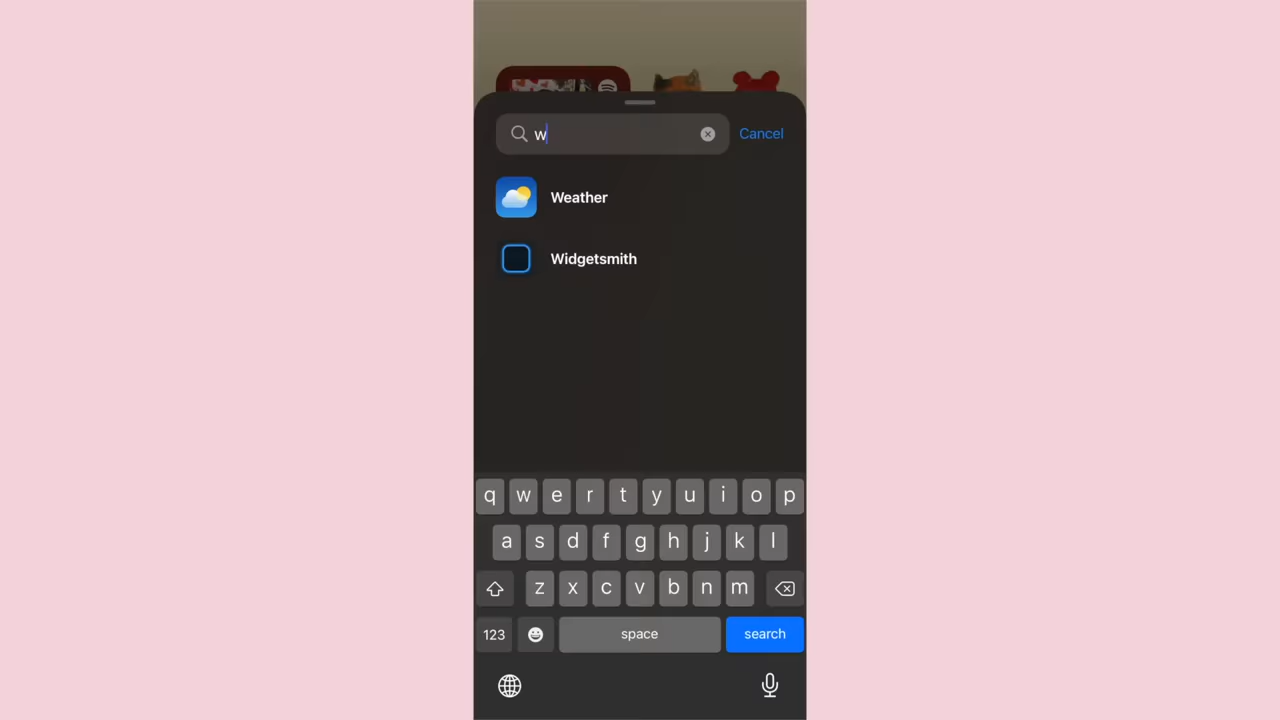 w
Cancel
Weather
Widgetsmith
q w e r t y u i o p
a s d f g h j k l
z x c v b n m
123 space search